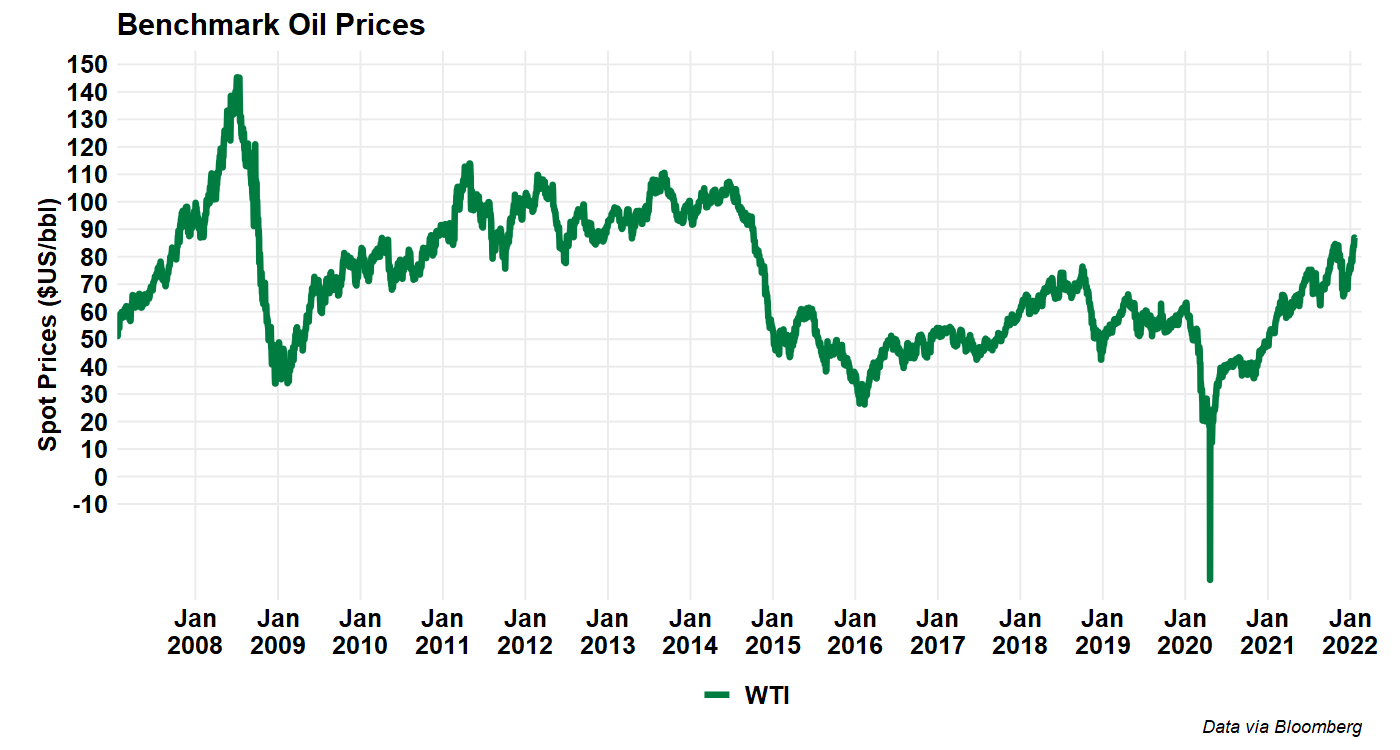 Benchmark Oil Prices
Spot Prices ($US/bbl)
150
140
130
120
110
100
90
80
70
60
50
40
30
20
10
0
-10
Jan Jan Jan Jan Jan Jan Jan Jan Jan Jan Jan Jan Jan Jan Jan
2008 2009 2010 2011 2012 2013 2014 2015 2016 2017 2018 2019 2020 2021 2022
WTI
Data via Bloomberg